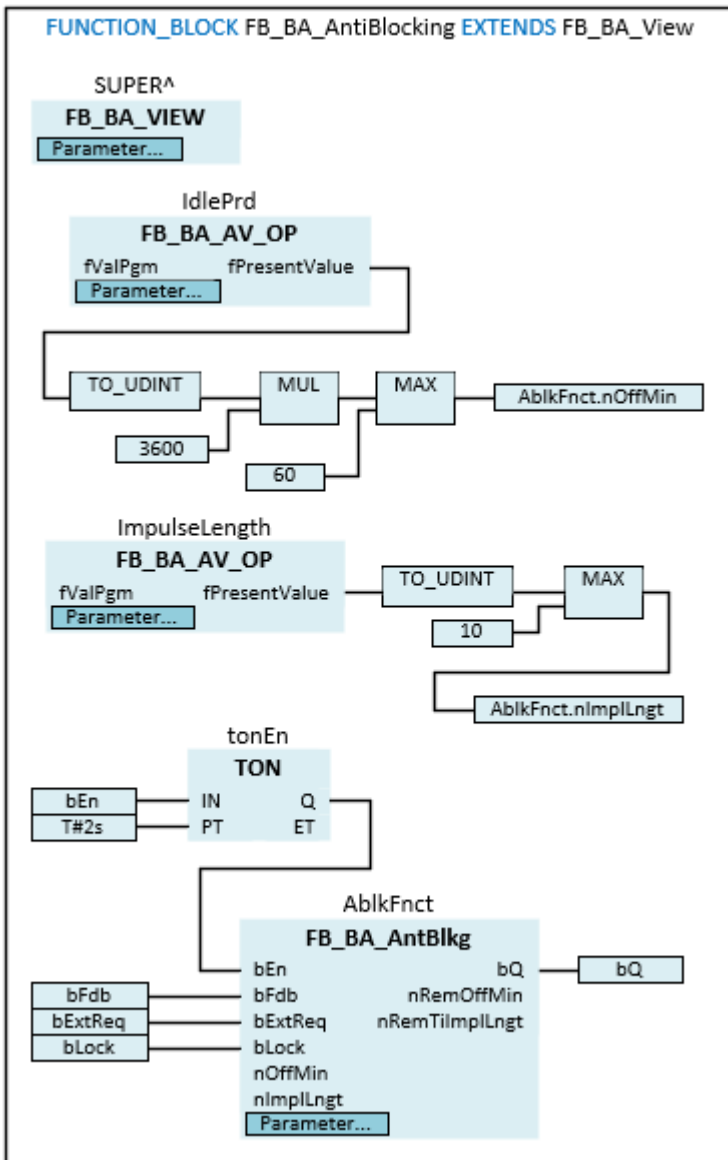 FUNCTION_BLOCK FB_BA_AntiBlocking EXTENDS FB_BA_View
SUPER^
FB_BA_VIEW
Parameter...
IdlePrd
FB_BA_AV_OP
fValPgm fPresentValue
Parameter...
TO_UDINT MUL MAX AblkFnct.nOffMin
3600
60
ImpulseLength
FB_BA_AV_OP
fValPgm fPresentValue
Parameter...
TO_UDINT MAX
10
AblkFnct.nImplLngt
tonEn
TON
bEn IN Q
T#2s PT ET
AblkFnct
FB_BA_AntBlkg
bEn bQ bQ
bFdb bFdb nRemOffMin
bExtReq bExtReq nRemTiImplLngt
bLock bLock
nOffMin
nImplLngt
Parameter...